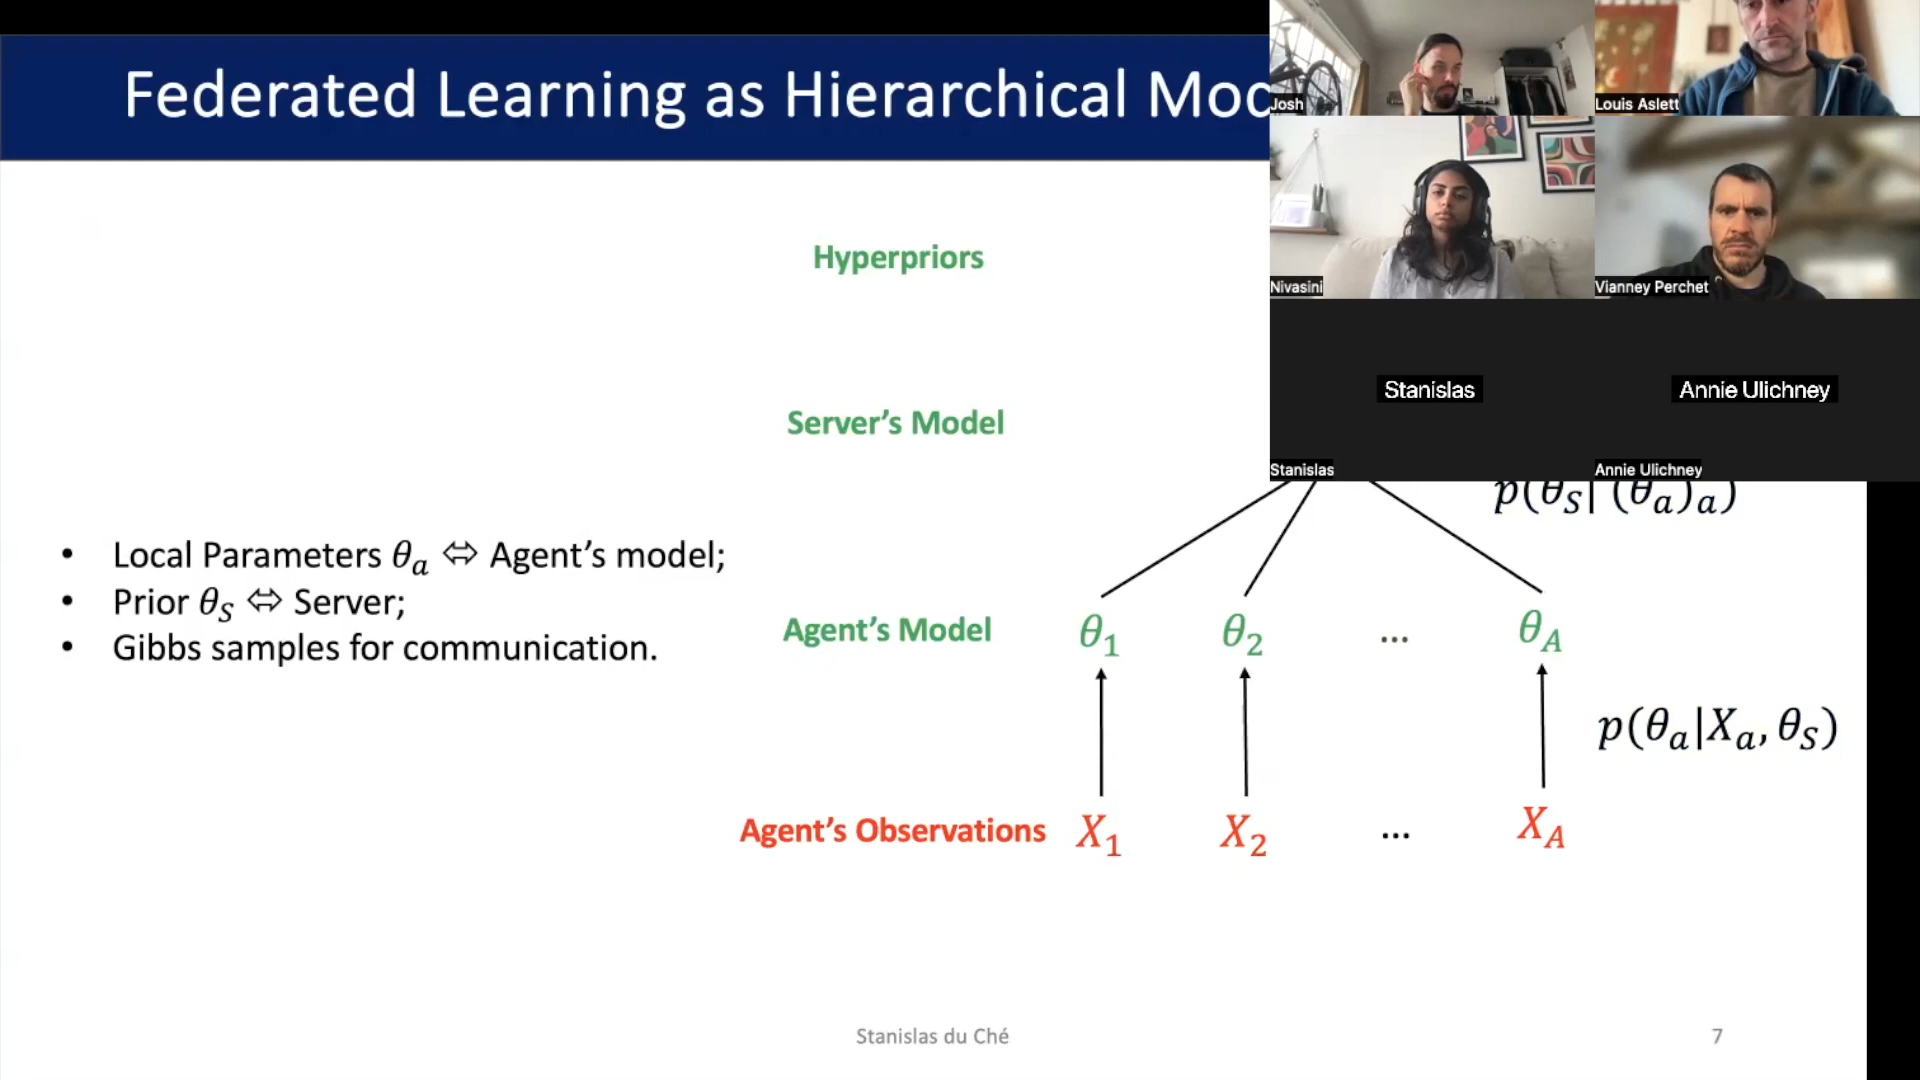 Federated Learning as Hierarchical Moc
Josh
Louis Aslett
Nivasini
Vianney Perchet
Stanislas
Annie Ulichney
Stanislas
Annie Ulichney
Hyperpriors
Server’s Model
p(θ_S|(θ_a)_a)
• Local Parameters θ_a ⇔ Agent’s model;
• Prior θ_S ⇔ Server;
• Gibbs samples for communication.
Agent’s Model θ_1 θ_2 ... θ_A
p(θ_a|X_a, θ_S)
Agent’s Observations X_1 X_2 ... X_A
Stanislas du Ché
7